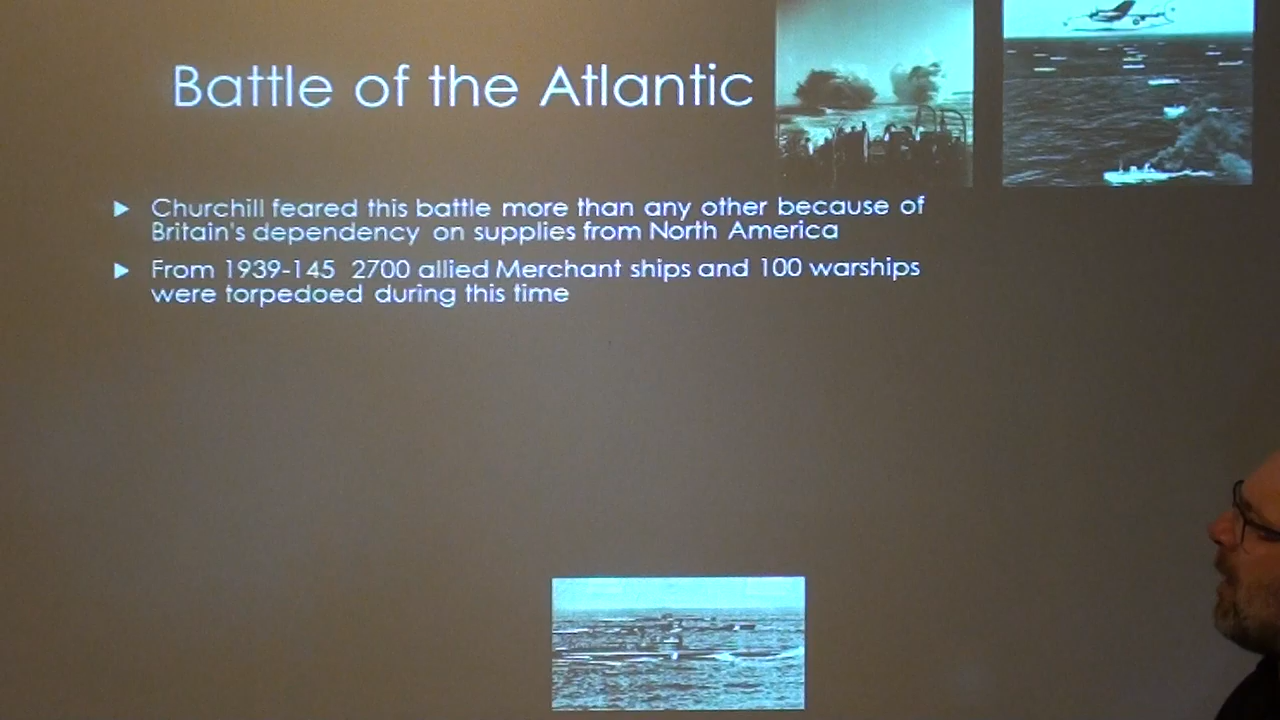 Battle of the Atlantic
Churchill feared this battle more than any other because of
Britain's dependency on supplies from North America
From 1939-145 2700 allied Merchant ships and 100 warships
were torpedoed during this time